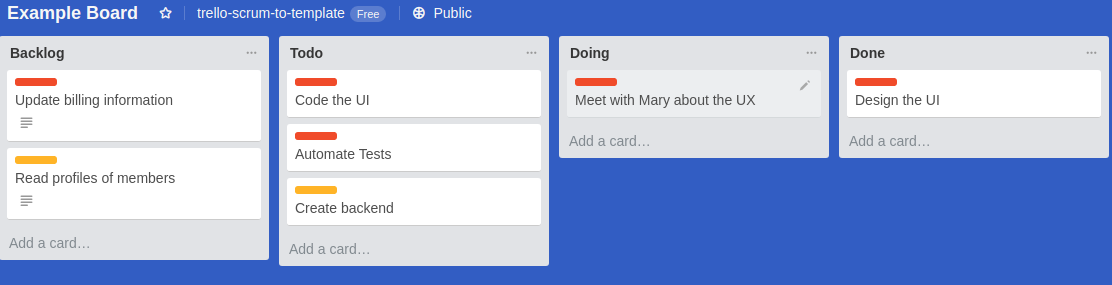 Example Board trello-scrum-to-template Free Public
Backlog
Update billing information
Read profiles of members
Add a card…
Todo
Code the UI
Automate Tests
Create backend
Add a card…
Doing
Meet with Mary about the UX
Add a card…
Done
Design the UI
Add a card…